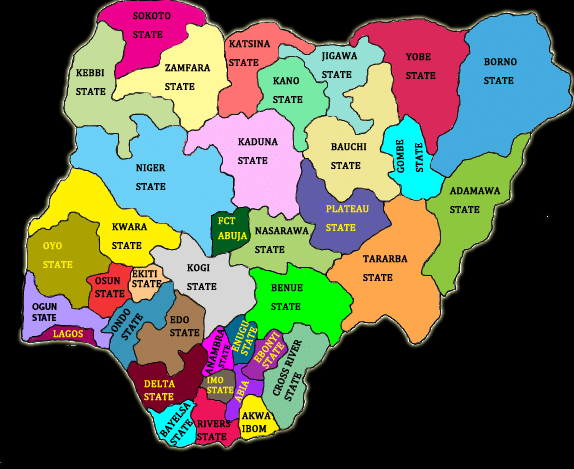 SOKOTO
STATE
KEBBI
STATE
ZAMFARA
STATE
KATSINA
STATE
KANO
STATE
JIGAWA
STATE
YOBE
STATE
BORNO
STATE
NIGER
STATE
KADUNA
STATE
BAUCHI
STATE
GOMBE
STATE
ADAMAWA
STATE
PLATEAU
STATE
FCT
ABUJA
NASARAWA
STATE
TARARBA
STATE
KWARA
STATE
OYO
STATE
KOGI
STATE
BENUE
STATE
OSUN
STATE
EKITI
STATE
OGUN
STATE
LAGOS
ONDO
STATE
EDO
STATE
ENUGU
STATE
ANAMBRA
STATE
EBONYI
STATE
CROSS RIVER
STATE
DELTA
STATE
IMO
STATE
ABIA
BAYELSA
STATE
RIVERS
STATE
AKWA
IBOM